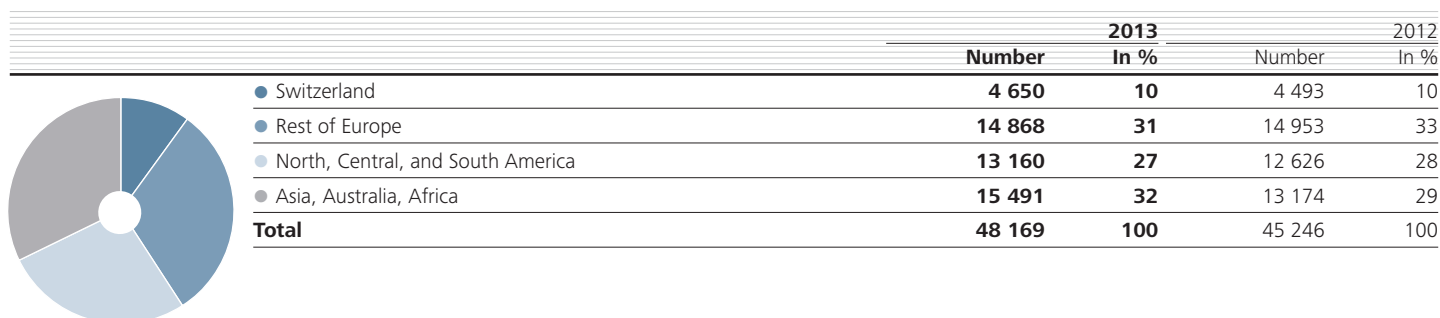 2013 2012
Number In % Number In %
Switzerland 4 650 10 4 493 10
Rest of Europe 14 868 31 14 953 33
North, Central, and South America 13 160 27 12 626 28
Asia, Australia, Africa 15 491 32 13 174 29
Total 48 169 100 45 246 100